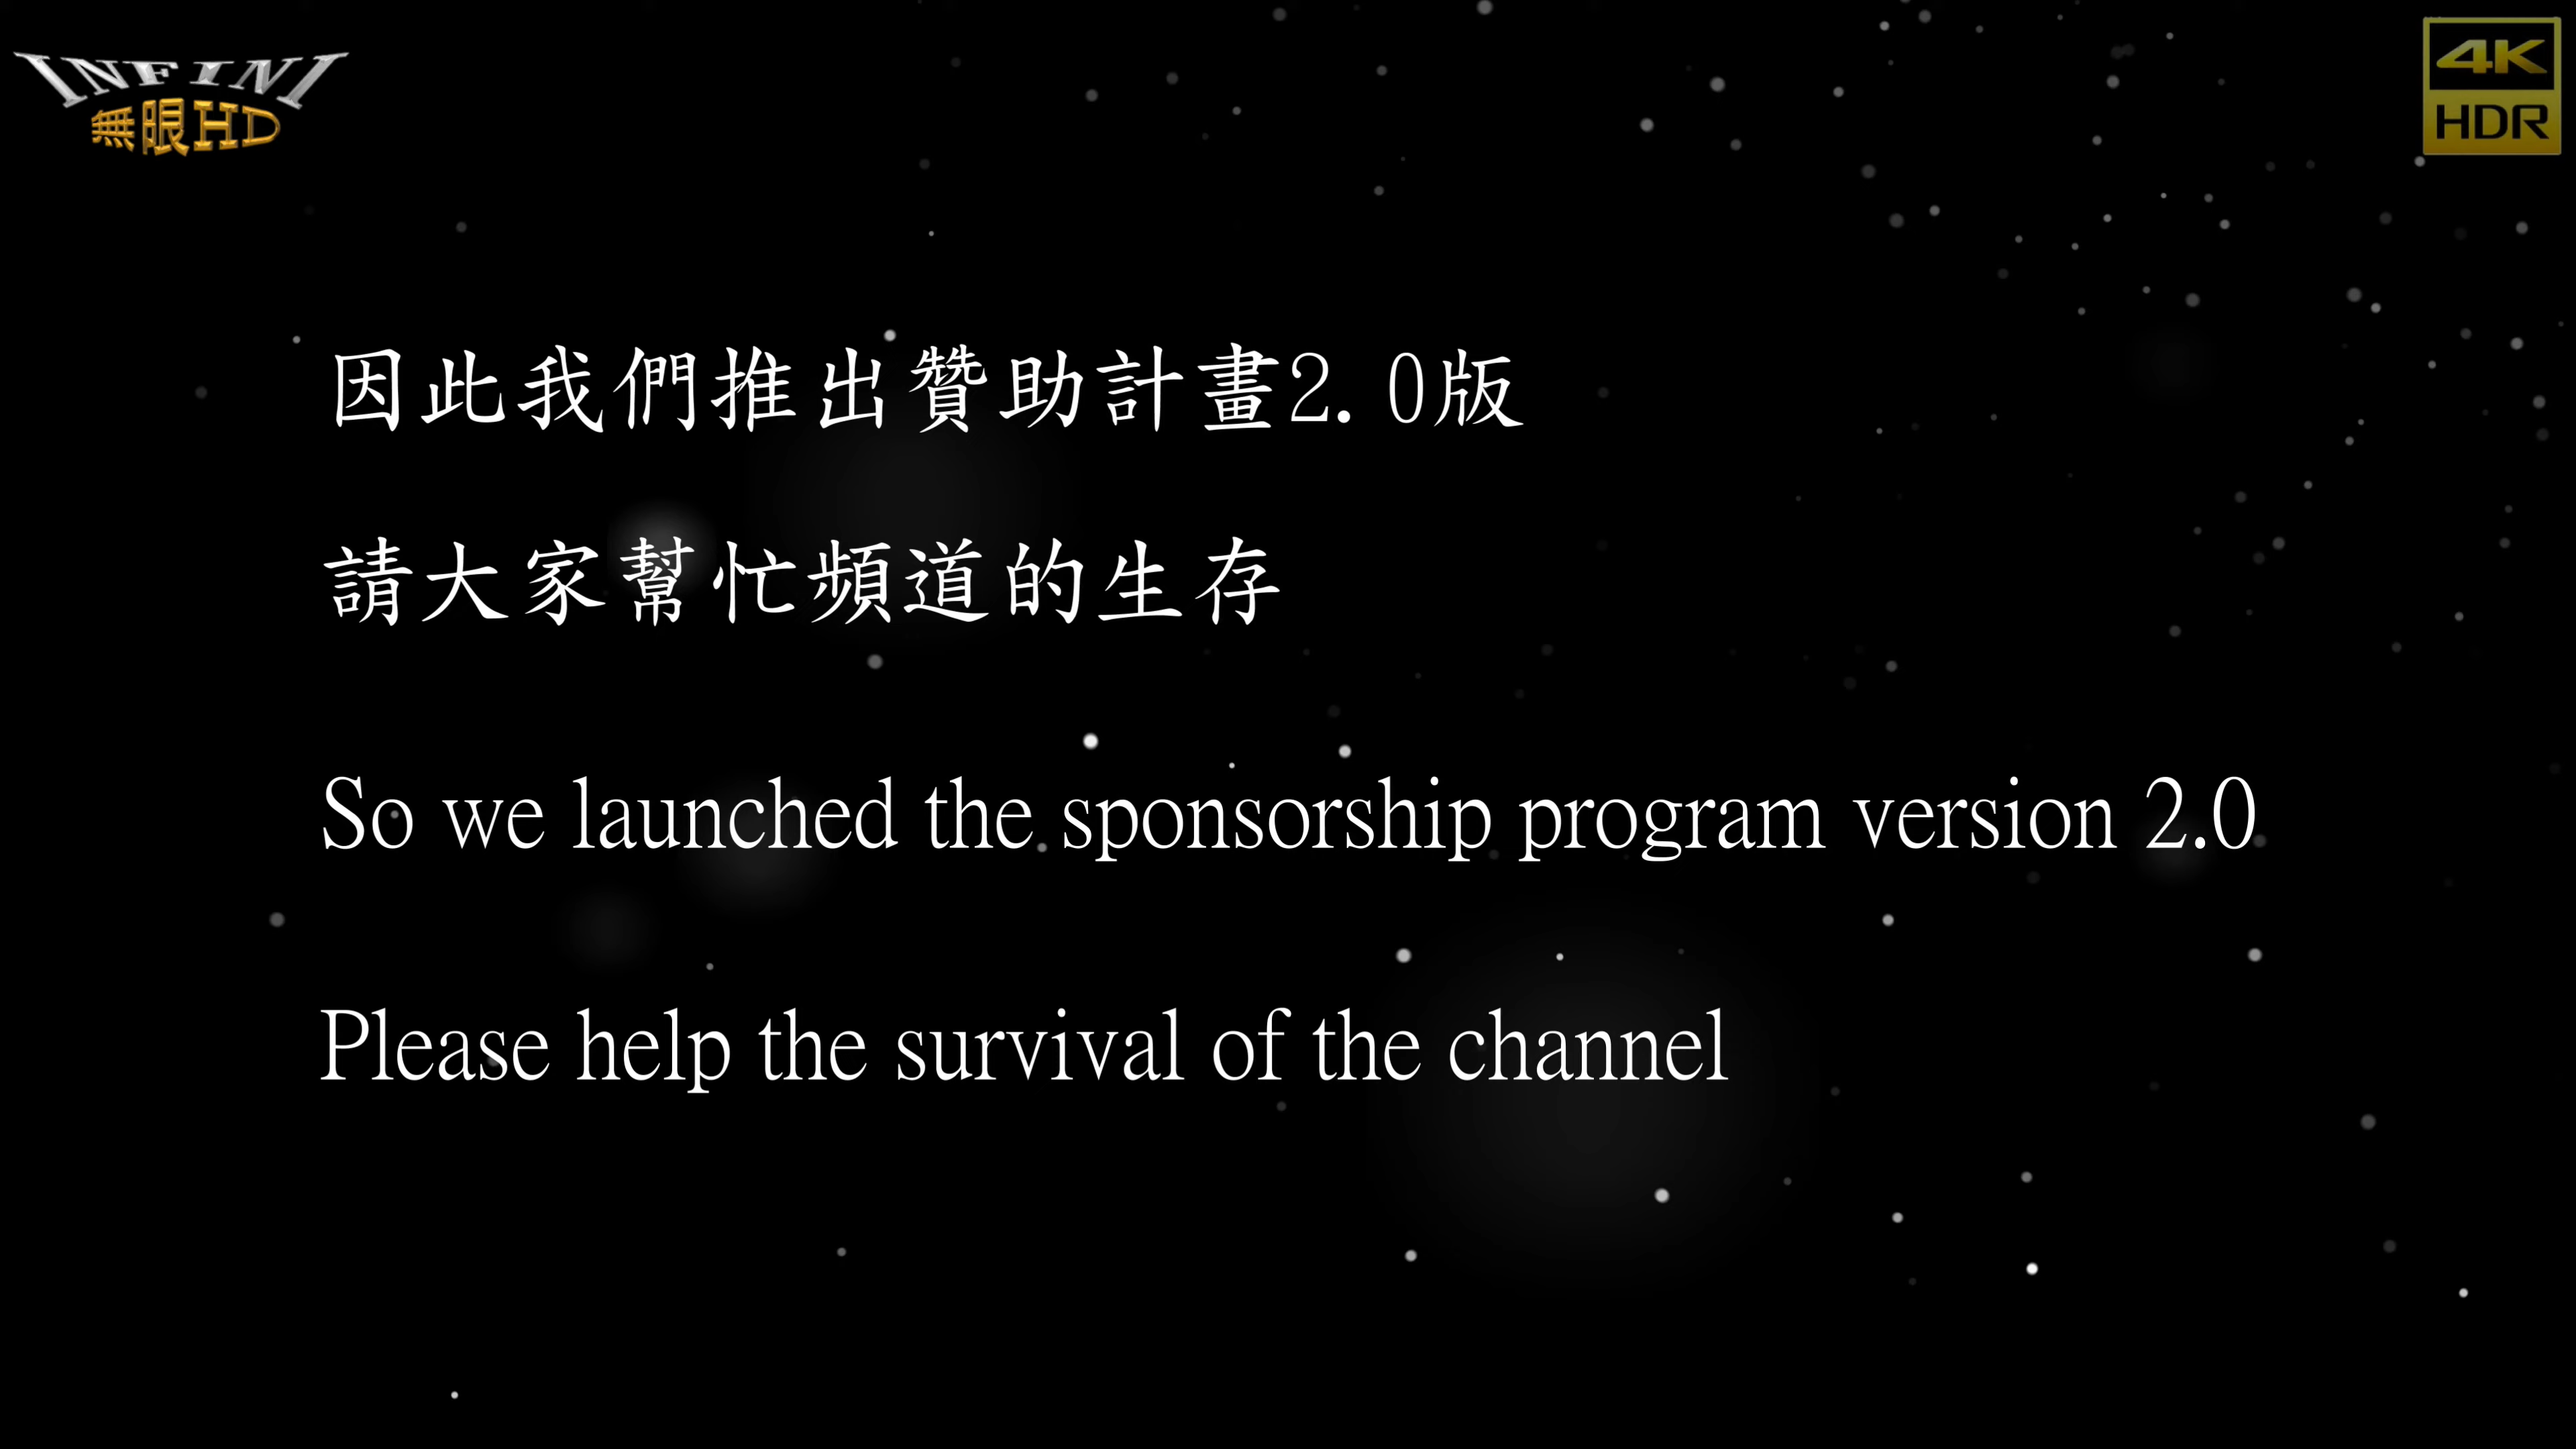 INFINI
無限HD
4K
HDR
因此我們推出贊助計畫2.0版
請大家幫忙頻道的生存
So we launched the sponsorship program version 2.0
Please help the survival of the channel